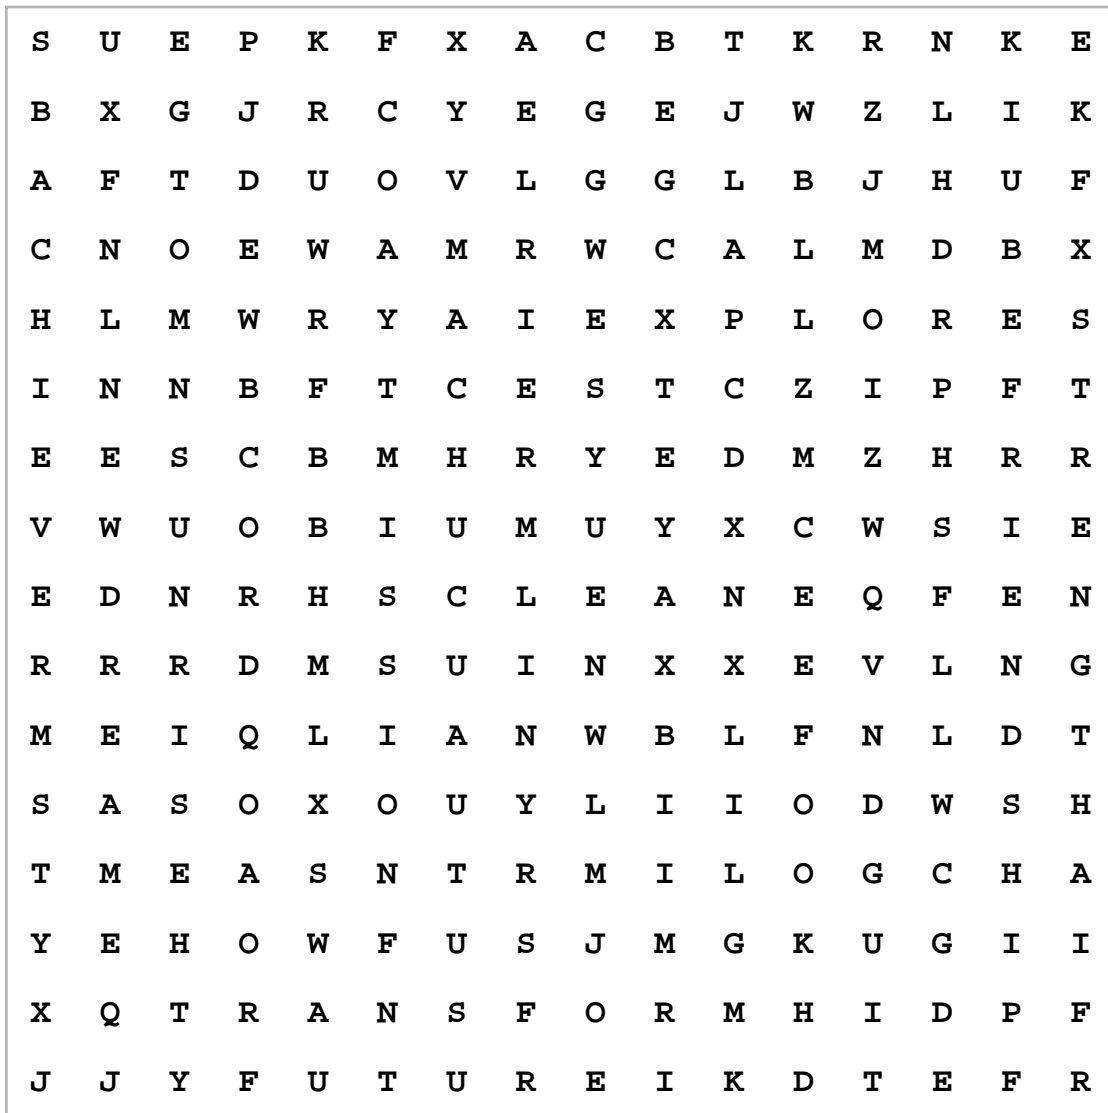 S U E P K F X A C B T K R N K E
B X G J R C Y E G E J W Z L I K
A F T D U O V L G G L B J H U F
C N O E W A M R W C A L M D B X
H L M W R Y A I E X P L O R E S
I N N B F T C E S T C Z I P F T
E E S C B M H R Y E D M Z H R R
V W U O B I U M U Y X C W S I E
E D N R H S C L E A N E Q F E N
R R R D M S U I N X X E V L N G
M E I Q L I A N W B L F N L D T
S A S O X O U Y L I I O D W S H
T M E A S N T R M I L O G C H A
Y E H O W F U S J M G K U G I I
X Q T R A N S F O R M H I D P F
J J Y F U T U R E I K D T E F R